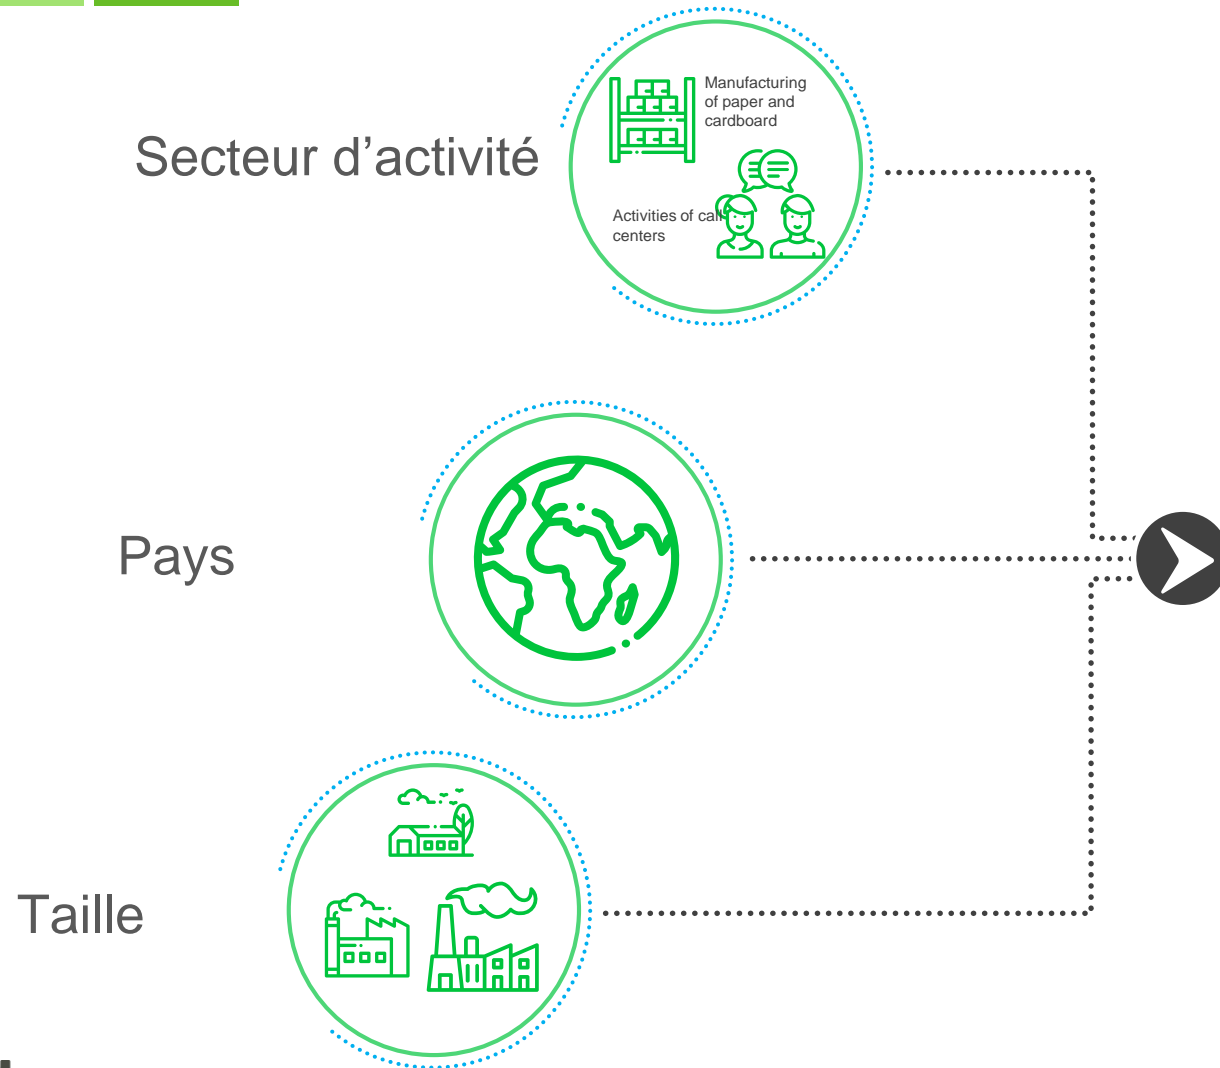 Manufacturing
of paper and
cardboard
Secteur d’activité
Activities of call
centers
Pays
Taille